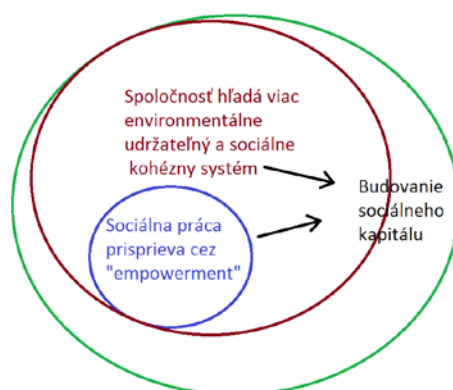 Spoločnosť hľadá viac
environmentálne
udržateľný a sociálne
kohézny systém
Budovanie
sociálneho
kapitálu
Sociálna práca
prisprieva cez
"empowerment"